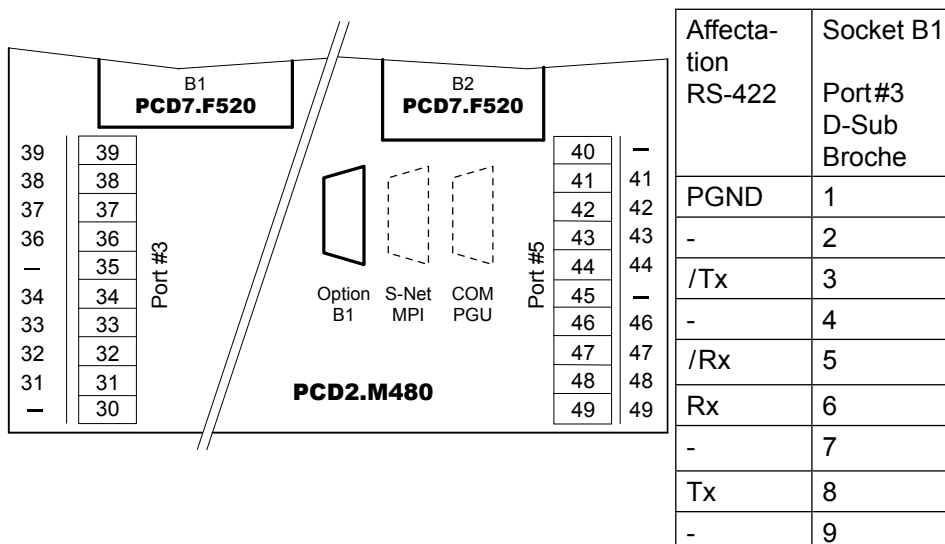 B1
PCD7.F520
B2
PCD7.F520
39 39
38 38
37 37
36 36
– 35
34 34
33 33
32 32
31 31
– 30
Port #3
Option
B1
S-Net
MPI
COM
PGU
Port #5
40 –
41 41
42 42
43 43
44 44
45 –
46 46
47 47
48 48
49 49
PCD2.M480
Affecta-
tion
RS-422
Socket B1
Port #3
D-Sub
Broche
PGND 1
- 2
/Tx 3
- 4
/Rx 5
Rx 6
- 7
Tx 8
- 9